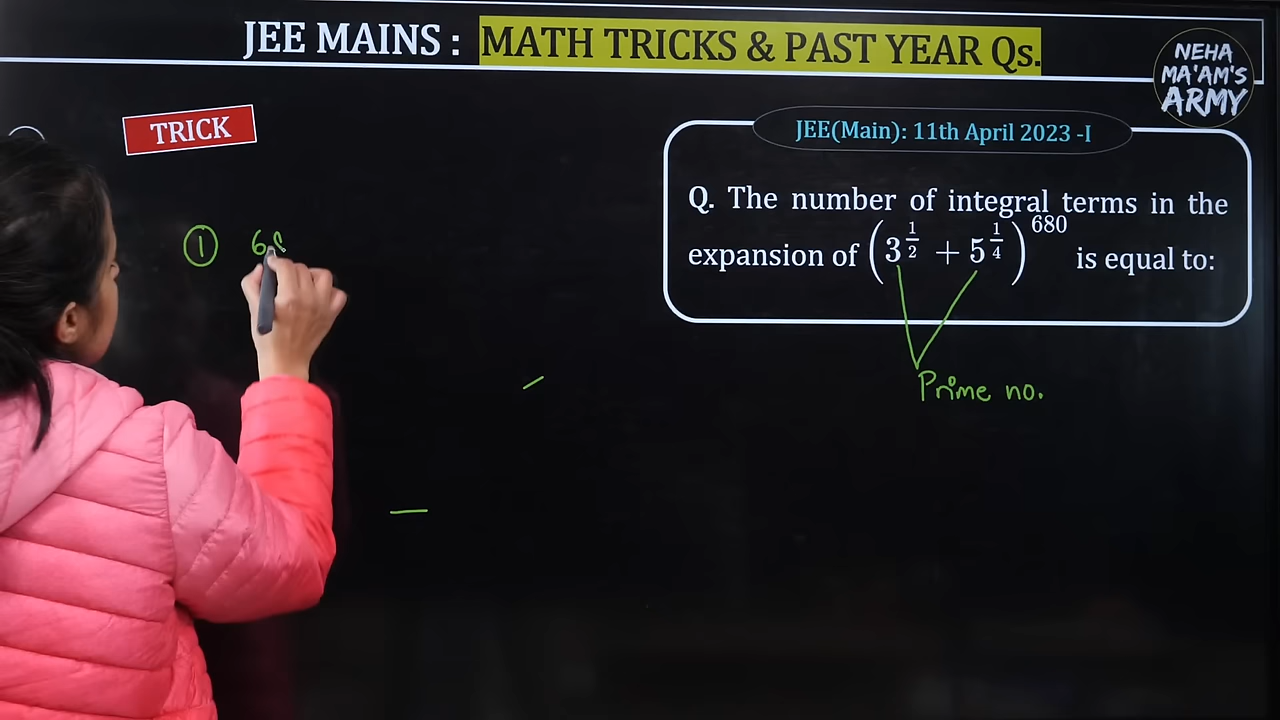 JEE MAINS : MATH TRICKS & PAST YEAR Qs.
NEHA
MA'AM'S
ARMY
TRICK
JEE(Main): 11th April 2023 -I
Q. The number of integral terms in the
expansion of (3^{1/2} + 5^{1/4})^{680} is equal to:
① 68
Prime no.